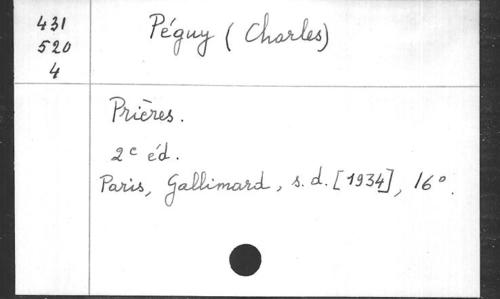 431
520
4
Péguy (Charles)
Prières.
2e éd.
Paris, Gallimard, s.d. [1934], 16°.